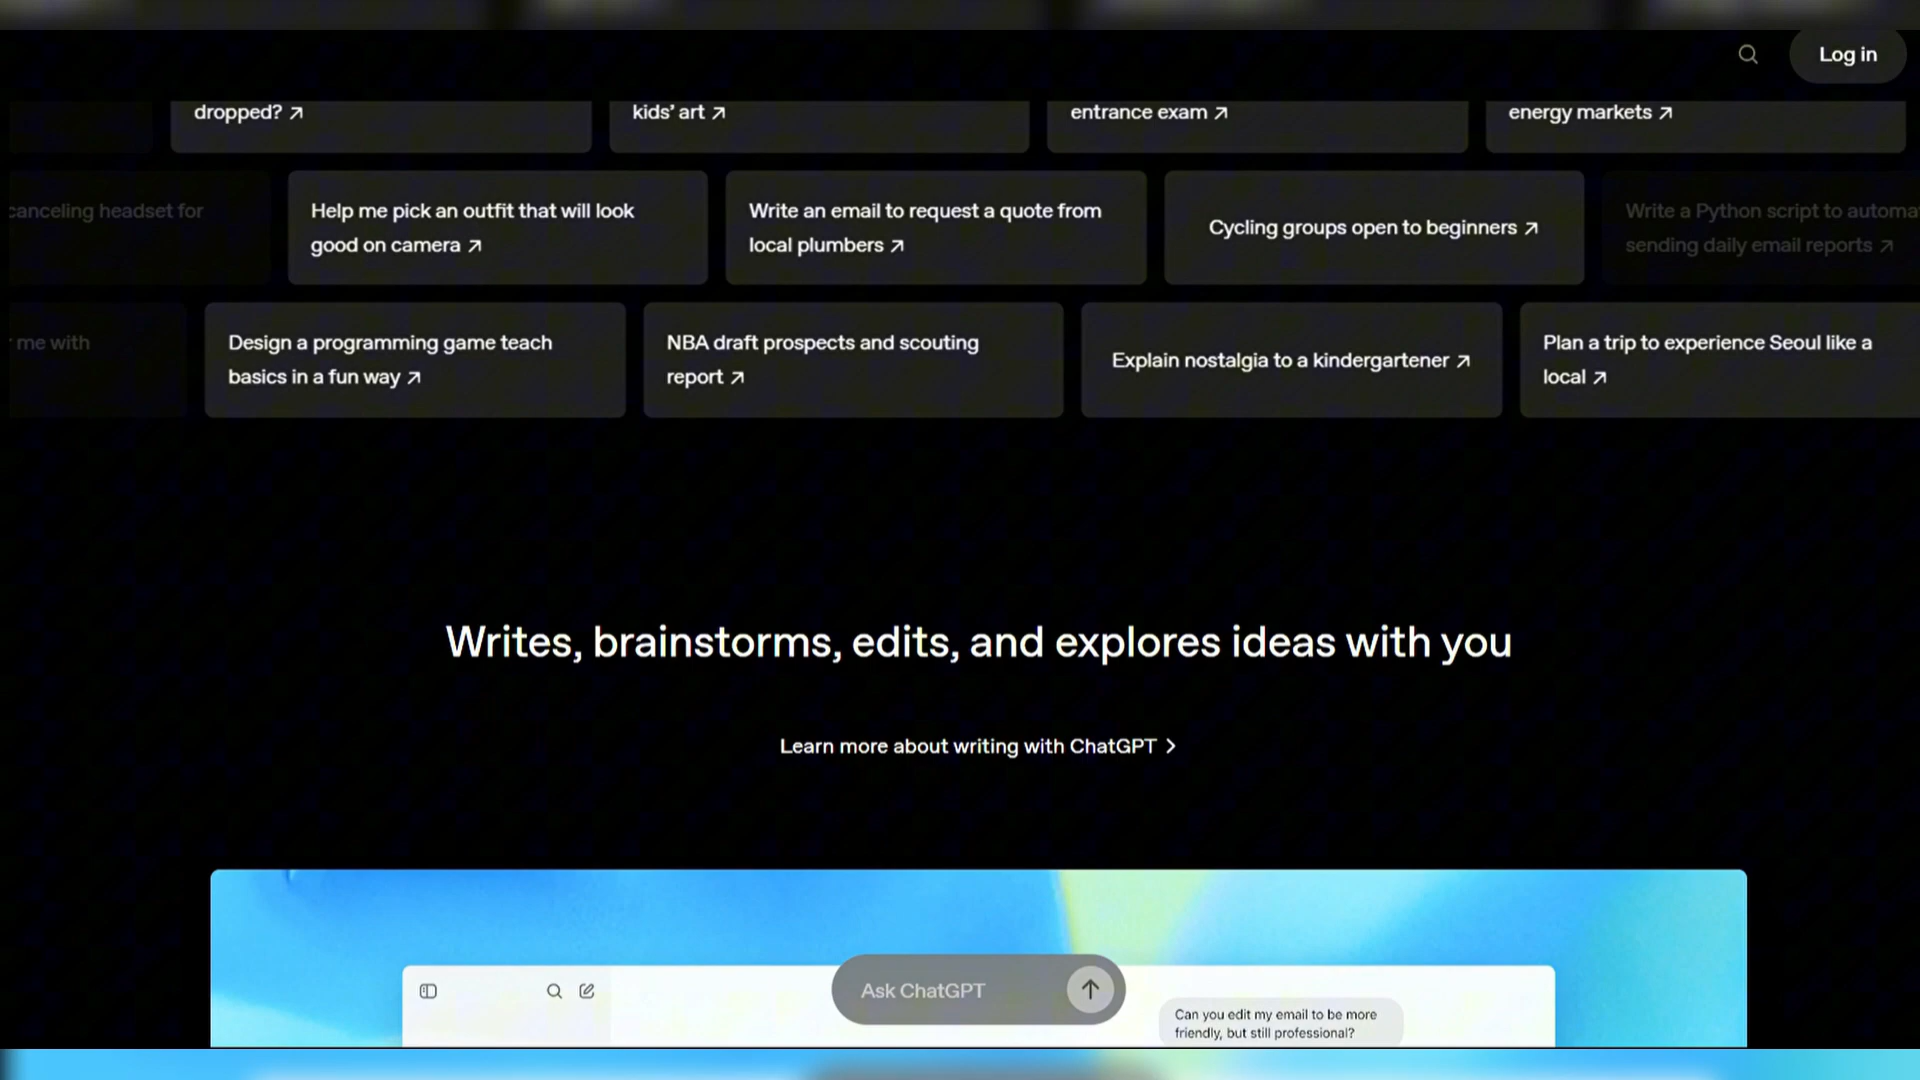 Log in
dropped? ↗
kids’ art ↗
entrance exam ↗
energy markets ↗
canceling headset for
Help me pick an outfit that will look
good on camera ↗
Write an email to request a quote from
local plumbers ↗
Cycling groups open to beginners ↗
Write a Python script to automa
sending daily email reports ↗
me with
Design a programming game teach
basics in a fun way ↗
NBA draft prospects and scouting
report ↗
Explain nostalgia to a kindergartener ↗
Plan a trip to experience Seoul like a
local ↗
Writes, brainstorms, edits, and explores ideas with you
Learn more about writing with ChatGPT >
Ask ChatGPT
Can you edit my email to be more
friendly, but still professional?